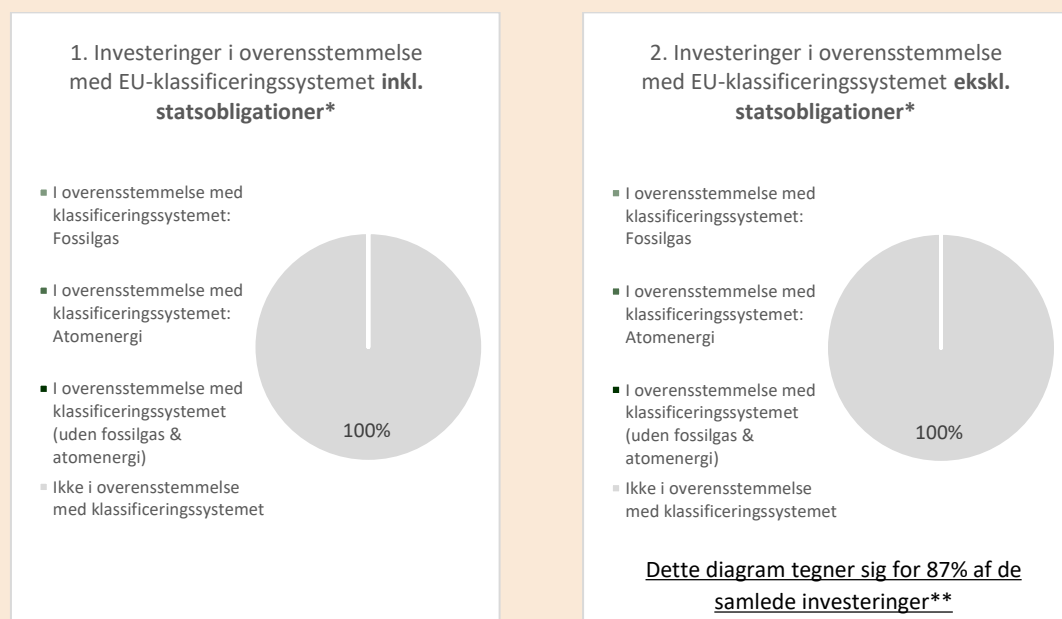 1. Investeringer i overensstemmelse
med EU-klassificeringssystemet inkl.
statsobligationer*
I overensstemmelse med
klassificeringssystemet:
Fossilgas
I overensstemmelse med
klassificeringssystemet:
Atomenergi
I overensstemmelse med
klassificeringssystemet
(uden fossilgas &
atomenergi)
Ikke i overensstemmelse
med klassificeringssystemet
100%
2. Investeringer i overensstemmelse
med EU-klassificeringssystemet ekskl.
statsobligationer*
I overensstemmelse med
klassificeringssystemet:
Fossilgas
I overensstemmelse med
klassificeringssystemet:
Atomenergi
I overensstemmelse med
klassificeringssystemet
(uden fossilgas &
atomenergi)
Ikke i overensstemmelse
med klassificeringssystemet
100%
Dette diagram tegner sig for 87% af de
samlede investeringer**